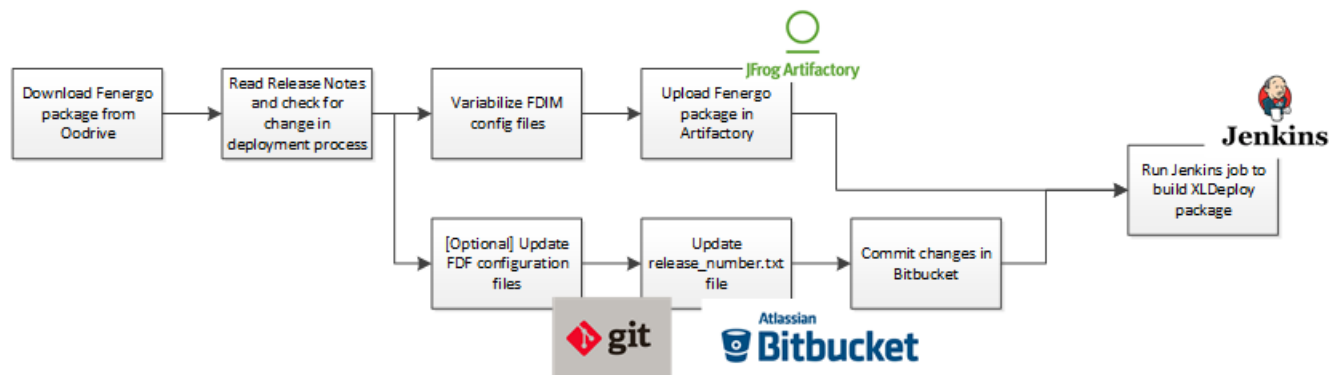 Download Fenergo
package from
Oodrive
Read Release Notes
and check for
change in
deployment process
Variabilize FDIM
config files
JFrog Artifactory
Upload Fenergo
package in
Artifactory
Jenkins
Run Jenkins job to
build XLDeploy
package
[Optional] Update
FDF configuration
files
Update
release_number.txt
file
Commit changes in
Bitbucket
git
Atlassian
Bitbucket